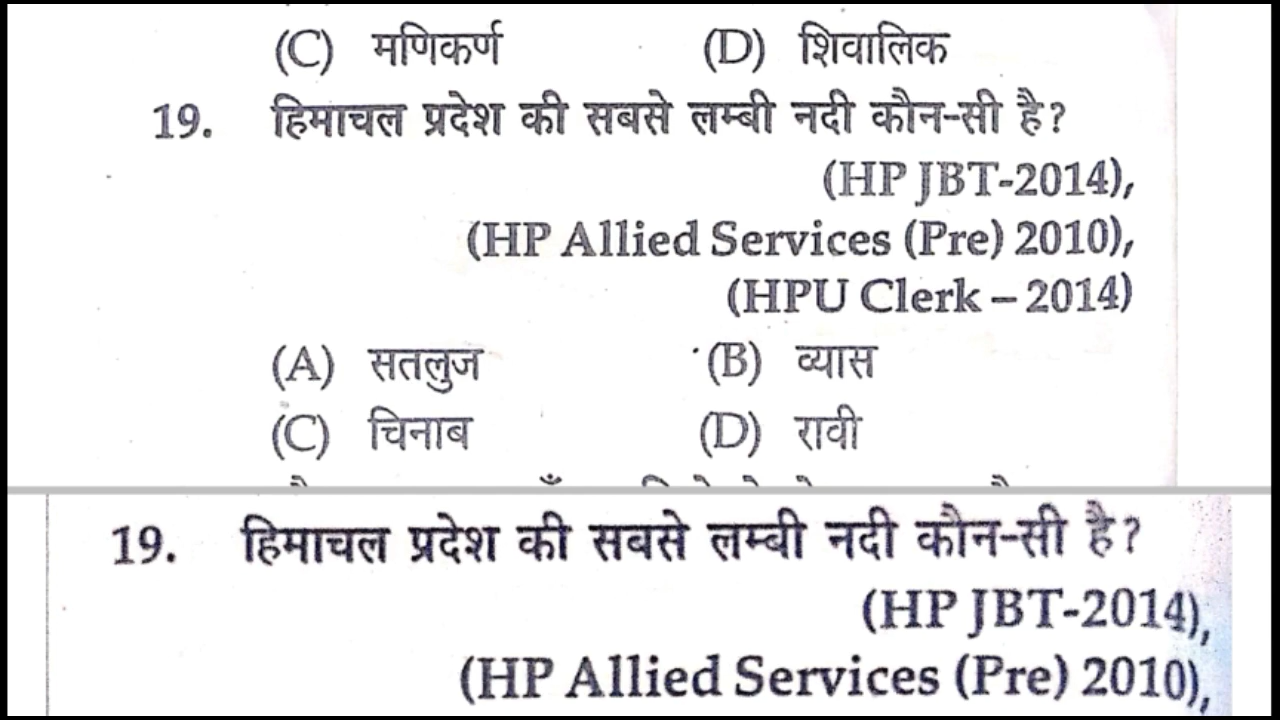 (C) मणिकर्ण (D) शिवालिक
19. हिमाचल प्रदेश की सबसे लम्बी नदी कौन-सी है?
(HP JBT-2014),
(HP Allied Services (Pre) 2010),
(HPU Clerk – 2014)
(A) सतलुज (B) व्यास
(C) चिनाब (D) रावी
19. हिमाचल प्रदेश की सबसे लम्बी नदी कौन-सी है?
(HP JBT-2014),
(HP Allied Services (Pre) 2010),